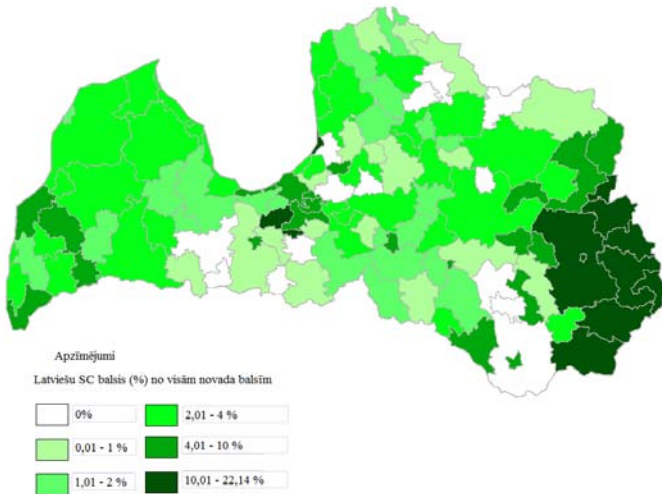 Apzīmējumi
Latviešu SC balsis (%) no visām novada balsīm
0%
2,01 - 4 %
0,01 - 1 %
4,01 - 10 %
1,01 - 2 %
10,01 - 22,14 %